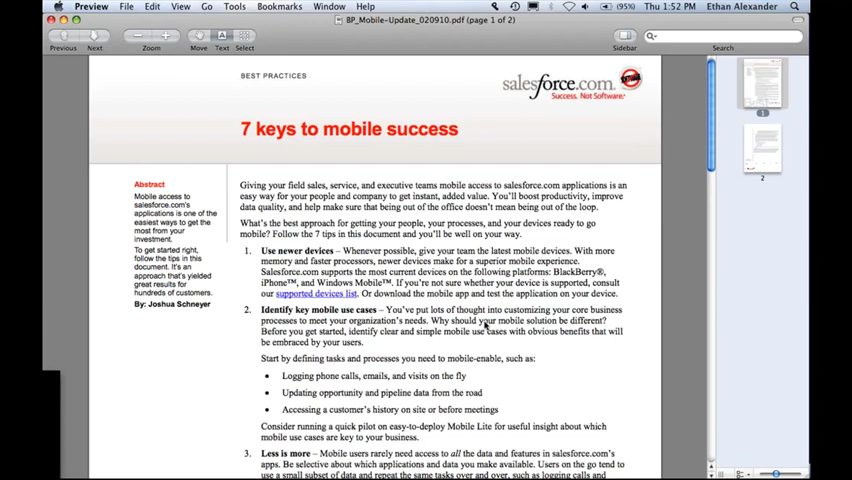 Preview File Edit View Go Tools Bookmarks Window Help (95%) Thu 1:52 PM Ethan Alexander
BP_Mobile-Update_020910.pdf (page 1 of 2)
Previous Next Zoom Move Text Select Sidebar Search
BEST PRACTICES
salesforce.com
Success. Not Software.
SOFTWARE
7 keys to mobile success
Abstract
Mobile access to
salesforce.com's
applications is one of the
easiest ways to get the
most from your
investment.
To get started right,
follow the tips in this
document. It's an
approach that's yielded
great results for
hundreds of customers.
By: Joshua Schneyer
Giving your field sales, service, and executive teams mobile access to salesforce.com applications is an
easy way for your people and company to get instant, added value. You'll boost productivity, improve
data quality, and help make sure that being out of the office doesn't mean being out of the loop.
What's the best approach for getting your people, your processes, and your devices ready to go
mobile? Follow the 7 tips in this document and you'll be well on your way.
1. Use newer devices – Whenever possible, give your team the latest mobile devices. With more
memory and faster processors, newer devices make for a superior mobile experience.
Salesforce.com supports the most current devices on the following platforms: BlackBerry®,
iPhone™, and Windows Mobile™. If you're not sure whether your device is supported, consult
our supported devices list. Or download the mobile app and test the application on your device.
2. Identify key mobile use cases – You've put lots of thought into customizing your core business
processes to meet your organization's needs. Why should your mobile solution be different?
Before you get started, identify clear and simple mobile use cases with obvious benefits that will
be embraced by your users.
Start by defining tasks and processes you need to mobile-enable, such as:
• Logging phone calls, emails, and visits on the fly
• Updating opportunity and pipeline data from the road
• Accessing a customer's history on site or before meetings
Consider running a quick pilot on easy-to-deploy Mobile Lite for useful insight about which
mobile use cases are key to your business.
3. Less is more – Mobile users rarely need access to all the data and features in salesforce.com's
apps. Be selective about which applications and data you make available. Users on the go tend to
use a small subset of data and repeat the same tasks over and over, such as logging calls and
1
2